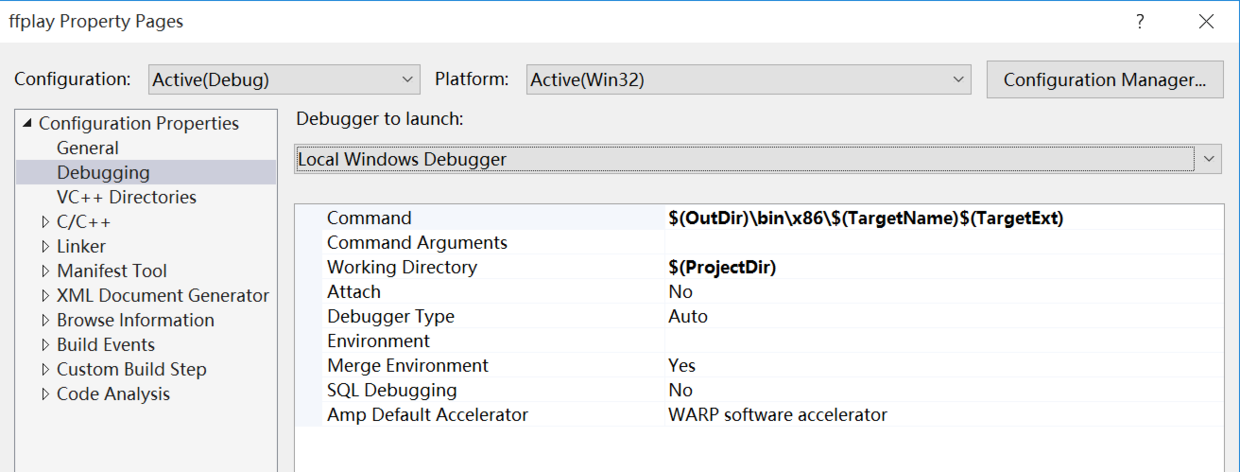 ffplay Property Pages
Configuration: Active(Debug) Platform: Active(Win32) Configuration Manager...
Configuration Properties
General
Debugging
VC++ Directories
C/C++
Linker
Manifest Tool
XML Document Generator
Browse Information
Build Events
Custom Build Step
Code Analysis
Debugger to launch:
Local Windows Debugger
Command $(OutDir)\bin\x86\$(TargetName)$(TargetExt)
Command Arguments
Working Directory $(ProjectDir)
Attach No
Debugger Type Auto
Environment
Merge Environment Yes
SQL Debugging No
Amp Default Accelerator WARP software accelerator